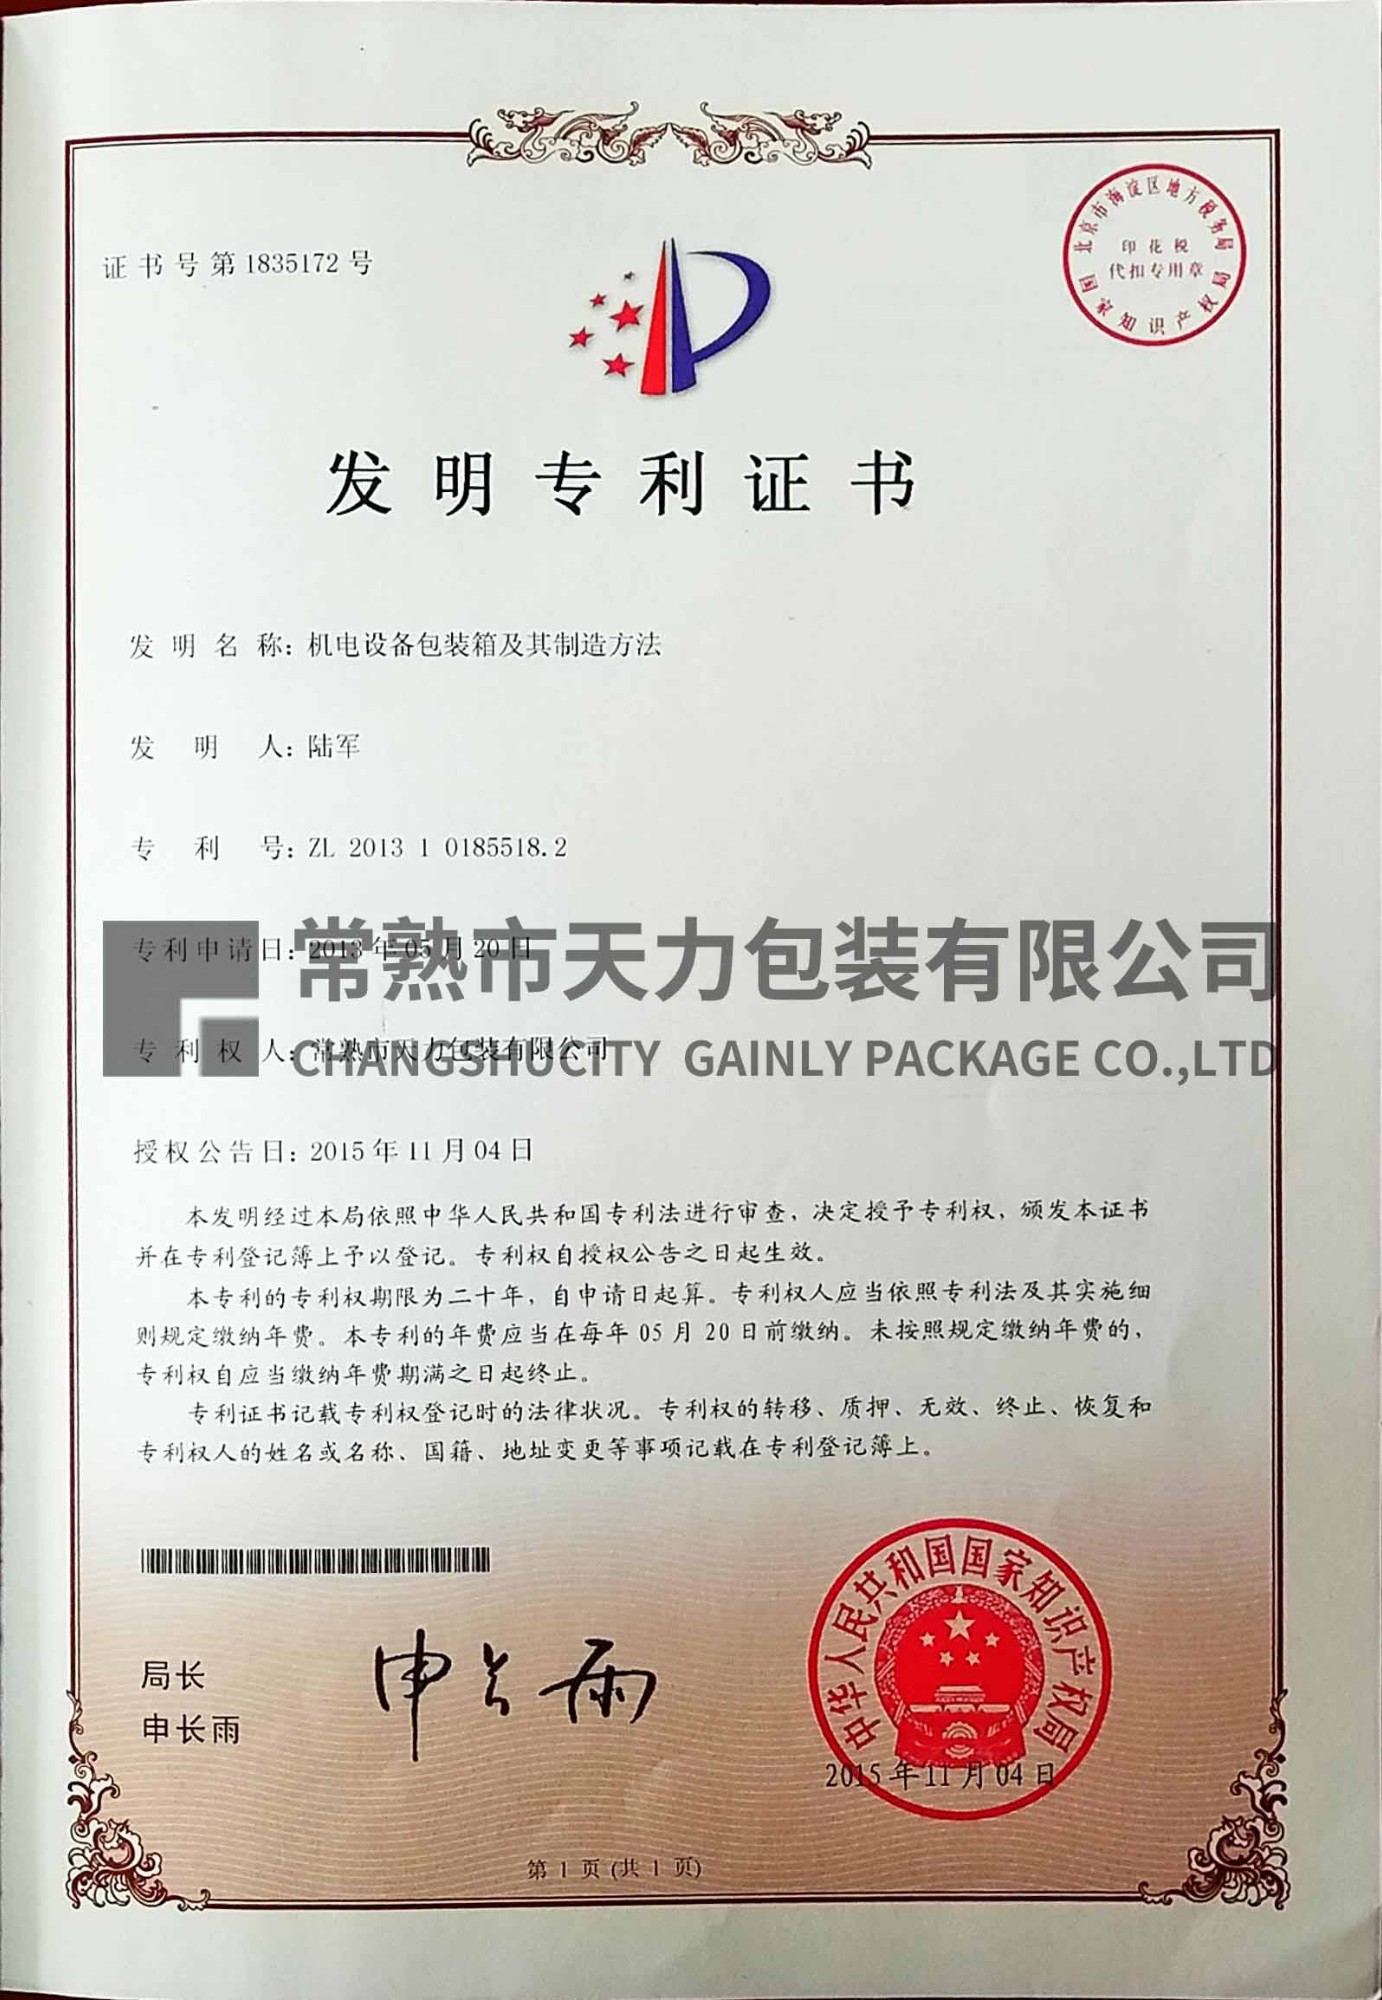 证书号第1835172号
北京市海淀区地方税务局
印花税
代扣专用章
国家知识产权局
发明专利证书
发明名称：机电设备包装箱及其制造方法
发明人：陆军
专利号：ZL 2013 1 0185518.2
专利申请日：2013年05月20日
常熟市天力包装有限公司
专利权人：常熟市天力包装有限公司
CHANGSHUCITY GAINLY PACKAGE CO.,LTD
授权公告日：2015年11月04日
本发明经过本局依照中华人民共和国专利法进行审查，决定授予专利权，颁发本证书
并在专利登记簿上予以登记。专利权自授权公告之日起生效。
本专利的专利权期限为二十年，自申请日起算。专利权人应当依照专利法及其实施细
则规定缴纳年费。本专利的年费应当在每年05月20日前缴纳。未按照规定缴纳年费的，
专利权自应当缴纳年费期满之日起终止。
专利证书记载专利权登记时的法律状况。专利权的转移、质押、无效、终止、恢复和
专利权人的姓名或名称、国籍、地址变更等事项记载在专利登记簿上。
局长
申长雨
申长雨
中华人民共和国国家知识产权局
2015年11月04日
第1页(共1页)